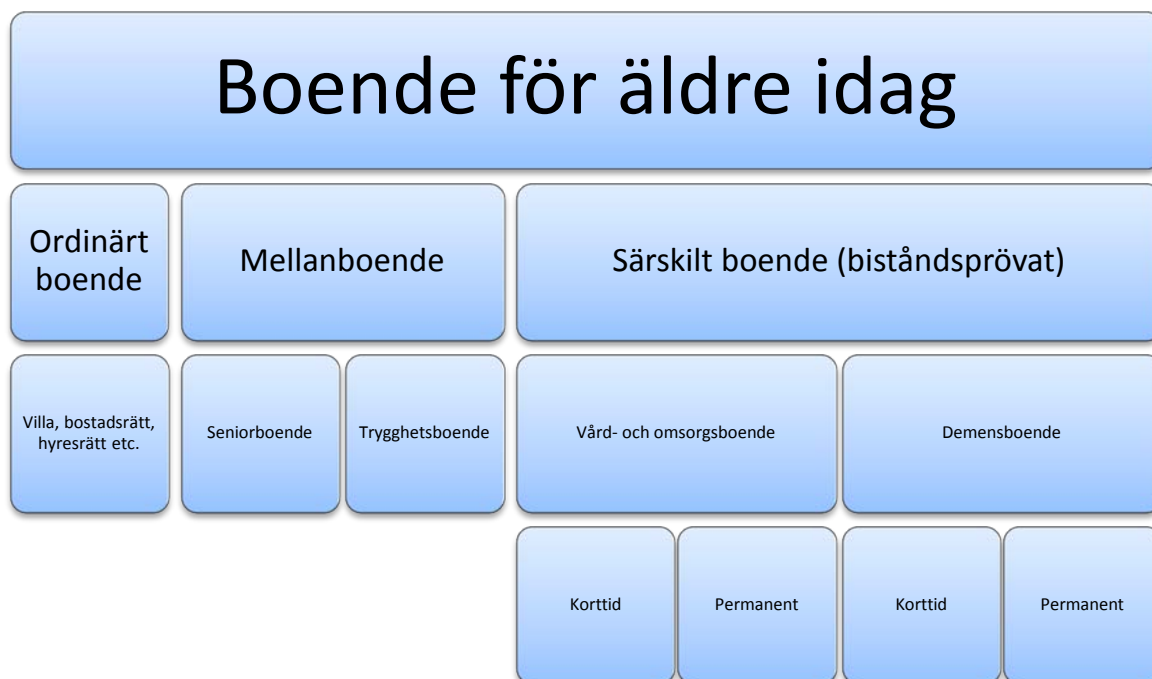 Boende för äldre idag
Ordinärt
boende
Mellanboende
Särskilt boende (biståndsprövat)
Villa, bostadsrätt,
hyresrätt etc.
Seniorboende
Trygghetsboende
Vård- och omsorgsboende
Demensboende
Korttid
Permanent
Korttid
Permanent